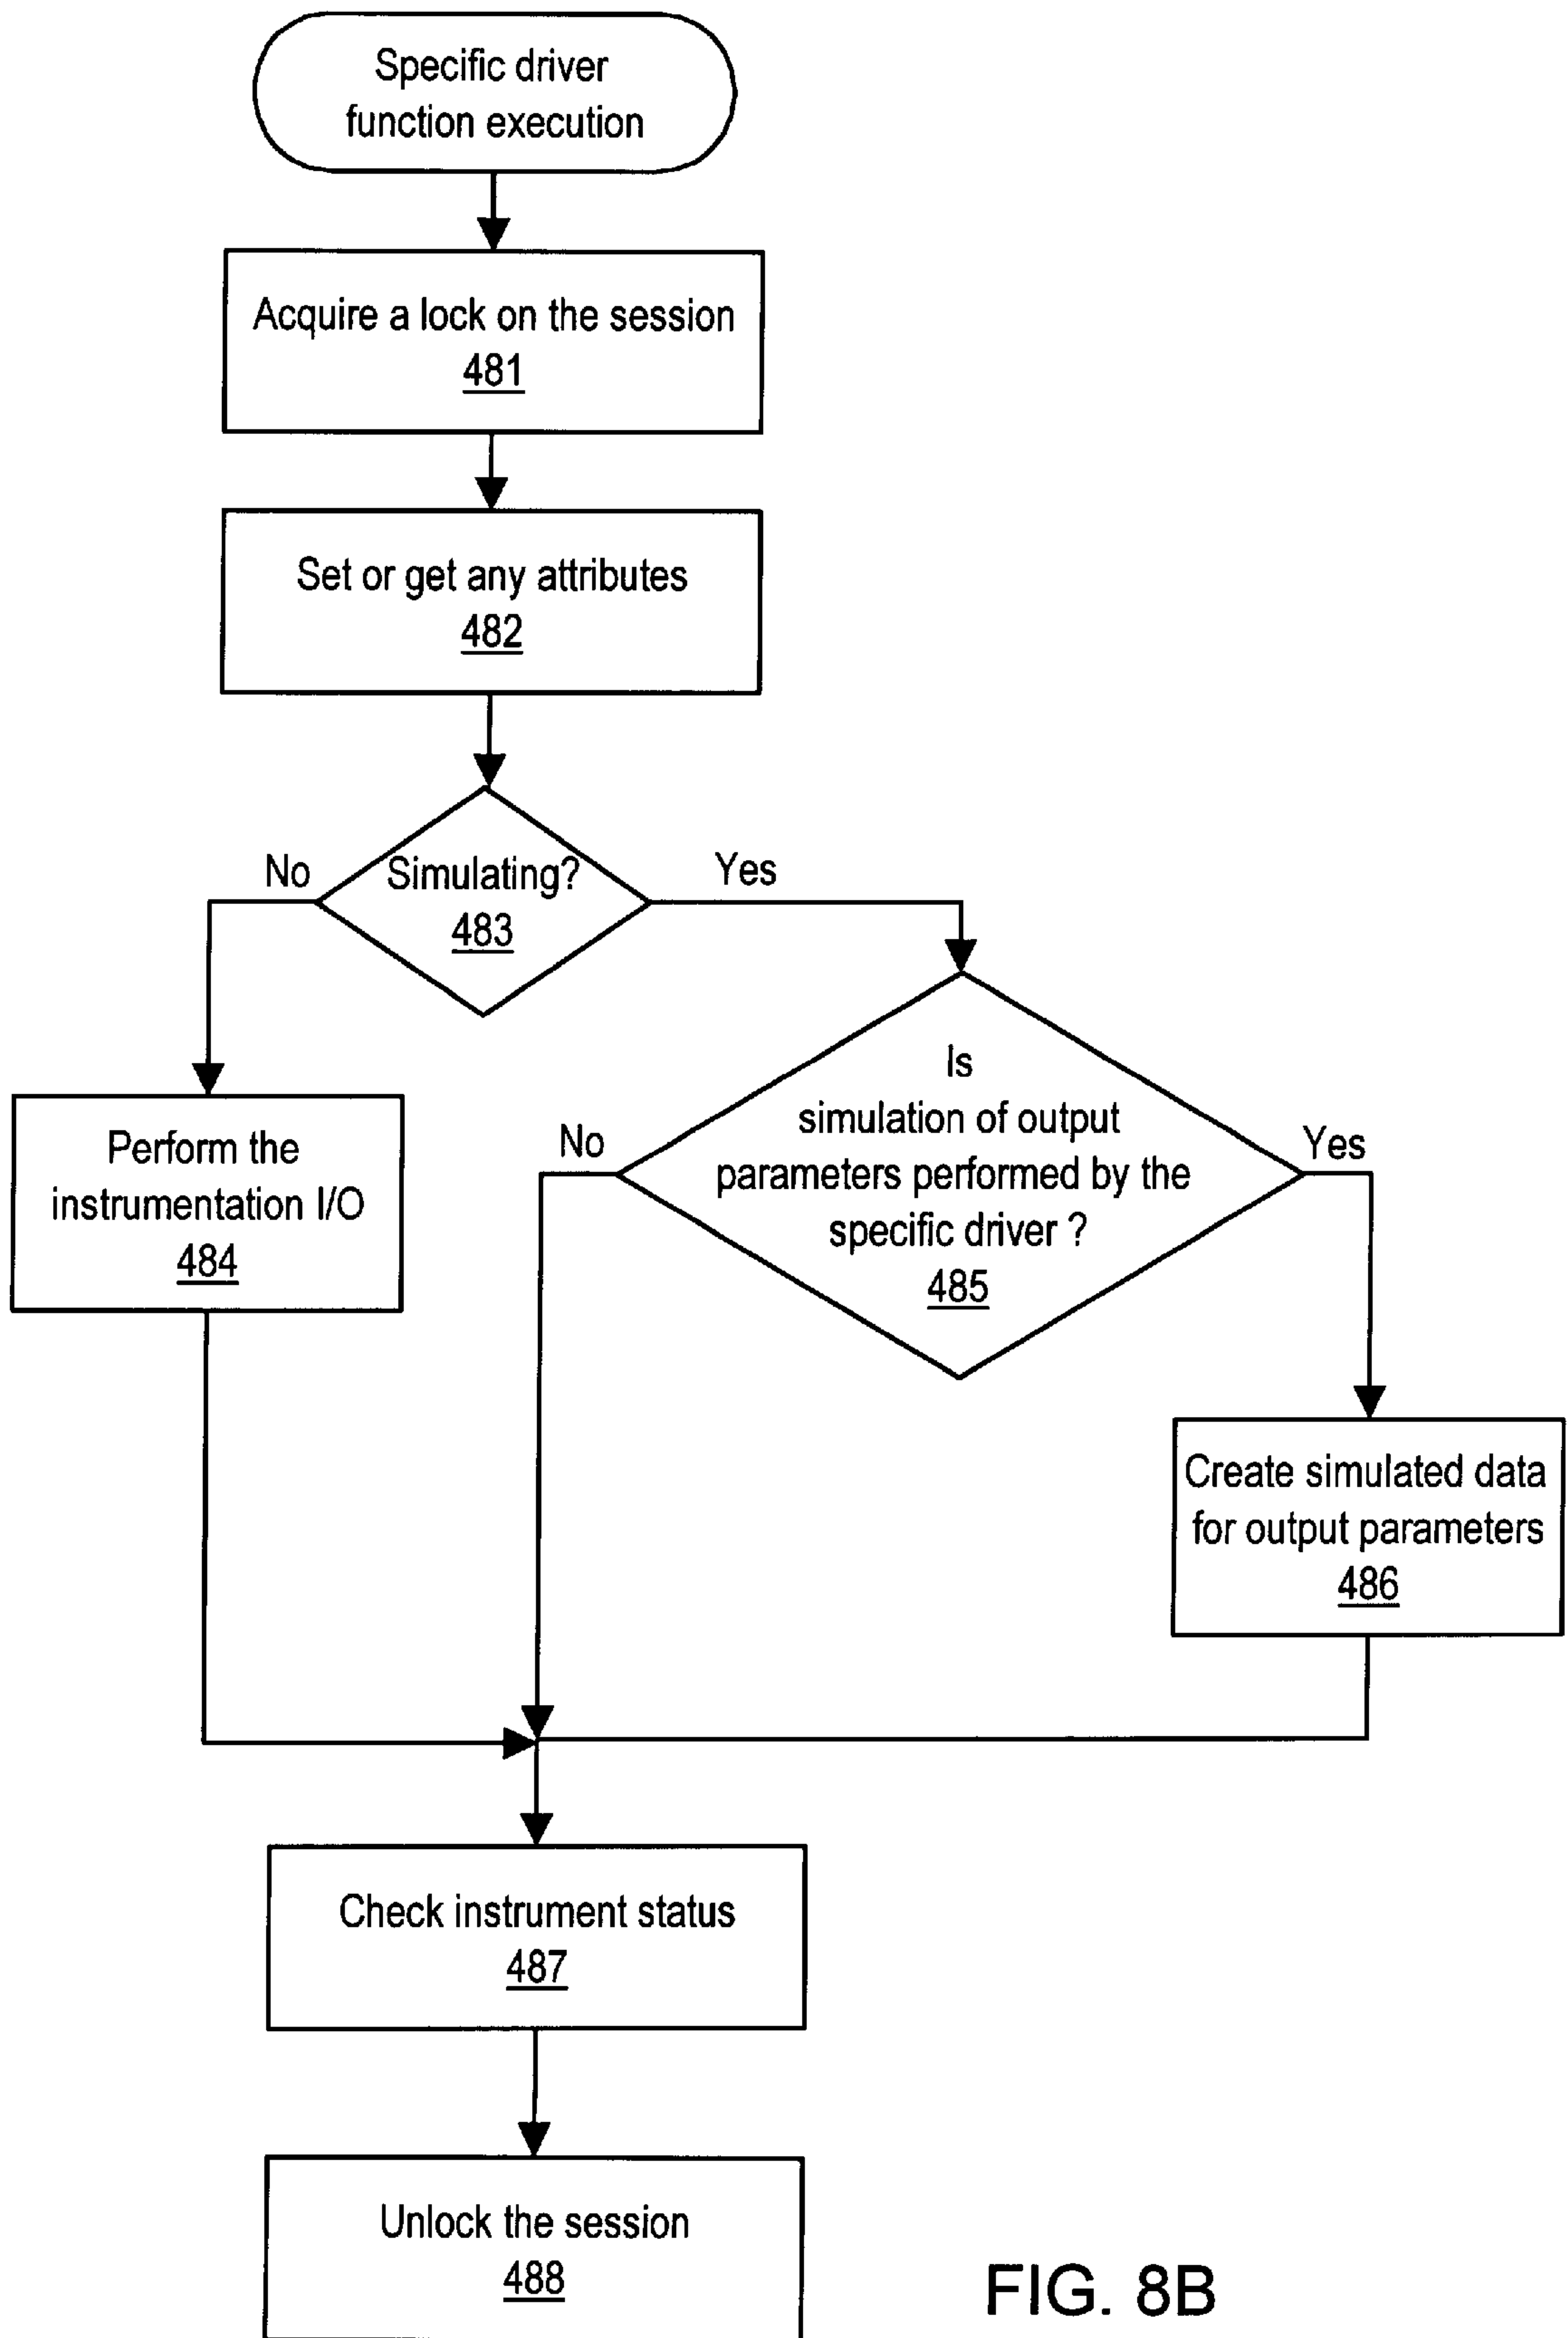 Specific driver
function execution
Acquire a lock on the session
481
Set or get any attributes
482
No
Simulating?
483
Yes
Perform the
instrumentation I/O
484
No
Is
simulation of output
parameters performed by the
specific driver ?
485
Yes
Create simulated data
for output parameters
486
Check instrument status
487
Unlock the session
488
FIG. 8B